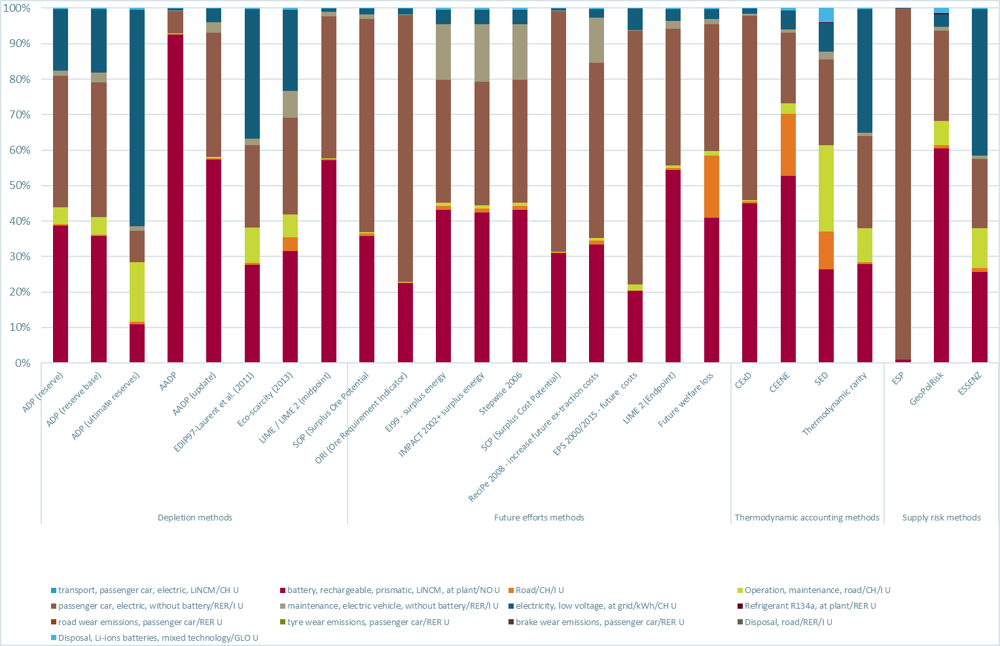 100%
90%
80%
70%
60%
50%
40%
30%
20%
10%
0%
ADP (reserve)
ADP (reserve base)
ADP (ultimate reserves)
AADP
AADP (update)
EDIP97-Laurent et al. (2011)
Eco-scarcity (2013)
LIME / LIME 2 (midpoint)
SOP (Surplus Ore Potential
ORI (Ore Requirement Indicator)
EI99 - surplus energy
IMPACT 2002+ surplus energy
Stepwise 2006
SCP (Surplus Cost Potential)
ReciPe 2008 - increase future ex-traction costs
EPS 2000/2015 - future costs
LIME 2 (Endpoint)
Future welfare loss
CExD
CEENE
SED
Thermodynamic rarity
ESP
GeoPolRisk
ESSENZ
Depletion methods
Future efforts methods
Thermodynamic accounting methods
Supply risk methods
transport, passenger car, electric, LiNCM/CH U
battery, rechargeable, prismatic, LiNCM, at plant/NO U
Road/CH/I U
Operation, maintenance, road/CH/I U
passenger car, electric, without battery/RER/I U
maintenance, electric vehicle, without battery/RER/I U
electricity, low voltage, at grid/kWh/CH U
Refrigerant R134a, at plant/RER U
road wear emissions, passenger car/RER U
tyre wear emissions, passenger car/RER U
brake wear emissions, passenger car/RER U
Disposal, road/RER/I U
Disposal, Li-ions batteries, mixed technology/GLO U